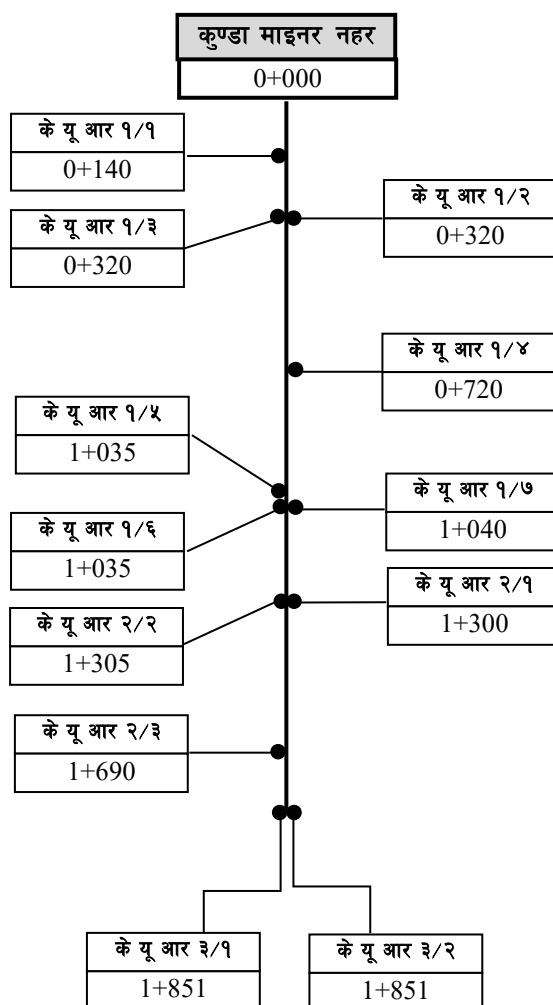 कुण्डा माइनर नहर
0+000
के यू आर १/१
0+140
के यू आर १/२
0+320
के यू आर १/३
0+320
के यू आर १/४
0+720
के यू आर १/५
1+035
के यू आर १/७
1+040
के यू आर १/६
1+035
के यू आर २/१
1+300
के यू आर २/२
1+305
के यू आर २/३
1+690
के यू आर ३/१
1+851
के यू आर ३/२
1+851